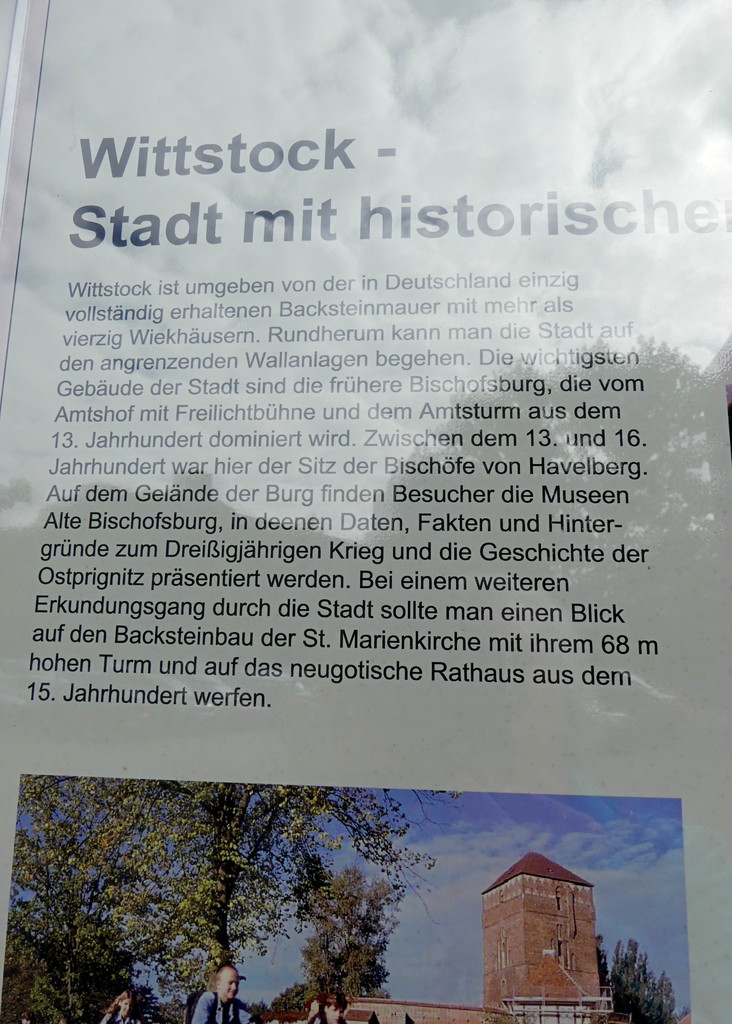 Wittstock -
Stadt mit historische
Wittstock ist umgeben von der in Deutschland einzig
vollständig erhaltenen Backsteinmauer mit mehr als
vierzig Wiekhäusern. Rundherum kann man die Stadt auf
den angrenzenden Wallanlagen begehen. Die wichtigsten
Gebäude der Stadt sind die frühere Bischofsburg, die vom
Amtshof mit Freilichtbühne und dem Amtsturm aus dem
13. Jahrhundert dominiert wird. Zwischen dem 13. und 16.
Jahrhundert war hier der Sitz der Bischöfe von Havelberg.
Auf dem Gelände der Burg finden Besucher die Museen
Alte Bischofsburg, in deenen Daten, Fakten und Hinter-
gründe zum Dreißigjährigen Krieg und die Geschichte der
Ostprignitz präsentiert werden. Bei einem weiteren
Erkundungsgang durch die Stadt sollte man einen Blick
auf den Backsteinbau der St. Marienkirche mit ihrem 68 m
hohen Turm und auf das neugotische Rathaus aus dem
15. Jahrhundert werfen.